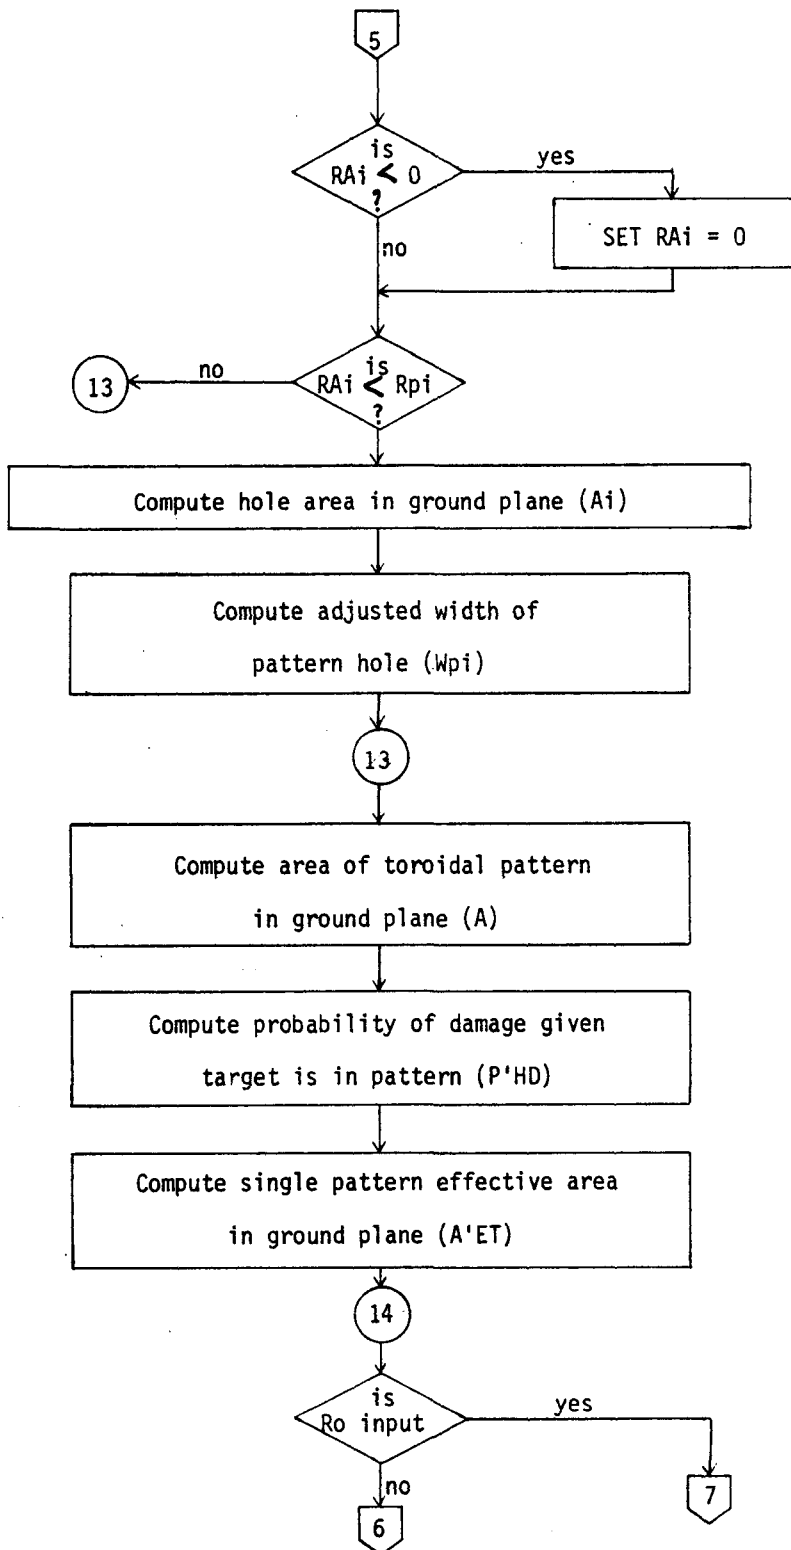 5
is
RAi < 0
?
yes
SET RAi = 0
no
is
RAi < Rpi
?
no
13
Compute hole area in ground plane (Ai)
Compute adjusted width of
pattern hole (Wpi)
13
Compute area of toroidal pattern
in ground plane (A)
Compute probability of damage given
target is in pattern (P'HD)
Compute single pattern effective area
in ground plane (A'ET)
14
is
Ro input
yes
no
7
6